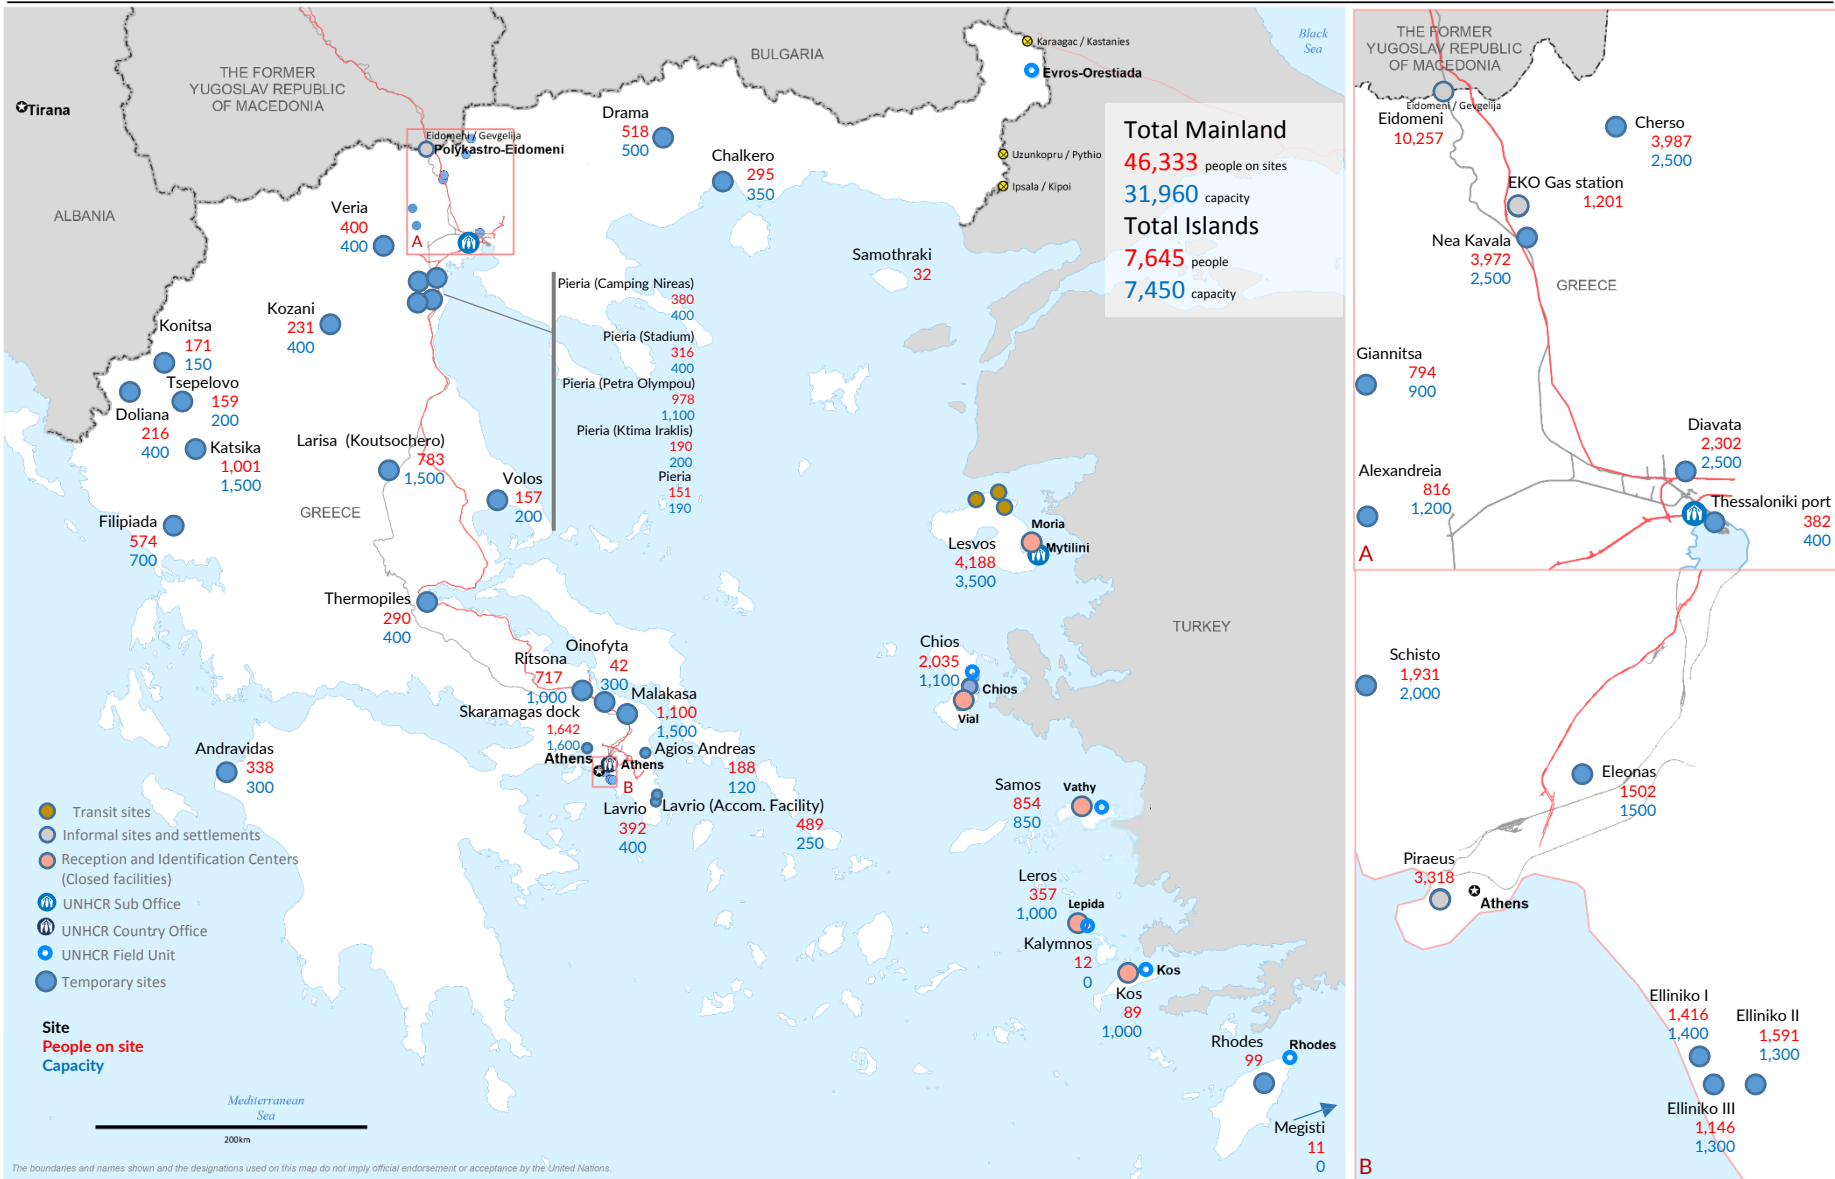 THE FORMER
YUGOSLAV REPUBLIC
OF MACEDONIA
BULGARIA
Black
Sea
Karaagac / Kastanies
Evros-Orestiada
Tirana
ALBANIA
Eidomeni / Gevgelija
Polykastro-Eidomeni
Drama
518
500
Chalkero
295
350
Uzunkopru / Pythio
Ipsala / Kipoi
Total Mainland
46,333 people on sites
31,960 capacity
Total Islands
7,645 people
7,450 capacity
Veria
400
400
A
Samothraki
32
Kozani
231
400
Pieria (Camping Nireas)
380
400
Pieria (Stadium)
316
400
Pieria (Petra Olympou)
978
1,100
Pieria (Ktima Iraklis)
190
200
Pieria
151
190
Konitsa
171
150
Tsepelovo
159
200
Doliana
216
400
Katsika
1,001
1,500
Larisa (Koutsochero)
783
1,500
Volos
157
200
GREECE
Filipiada
574
700
Moria
Mytilini
Lesvos
4,188
3,500
Thermopiles
290
400
TURKEY
Oinofyta
42
300
Ritsona
717
1,000
Malakasa
1,100
1,500
Skaramagas dock
1,642
1,600
Chios
2,035
1,100
Chios
Vial
Andravidas
338
300
Athens
Athens
B
Agios Andreas
188
120
Lavrio
392
400
Lavrio (Accom. Facility)
489
250
Samos
854
850
Vathy
Leros
357
1,000
Lepida
Kalymnos
12
0
Kos
Kos
89
1,000
Rhodes
99
Rhodes
Megisti
11
0
Transit sites
Informal sites and settlements
Reception and Identification Centers
(Closed facilities)
UNHCR Sub Office
UNHCR Country Office
UNHCR Field Unit
Temporary sites
Site
People on site
Capacity
Mediterranean
Sea
200km
The boundaries and names shown and the designations used on this map do not imply official endorsement or acceptance by the United Nations.
THE FORMER
YUGOSLAV REPUBLIC
OF MACEDONIA
Eidomeni / Gevgelija
Eidomeni
10,257
Cherso
3,987
2,500
EKO Gas station
1,201
Nea Kavala
3,972
2,500
GREECE
Giannitsa
794
900
Diavata
2,302
2,500
Alexandreia
816
1,200
Thessaloniki port
382
400
A
Schisto
1,931
2,000
Eleonas
1502
1500
Piraeus
3,318
Athens
Elliniko I
1,416
1,400
Elliniko II
1,591
1,300
Elliniko III
1,146
1,300
B